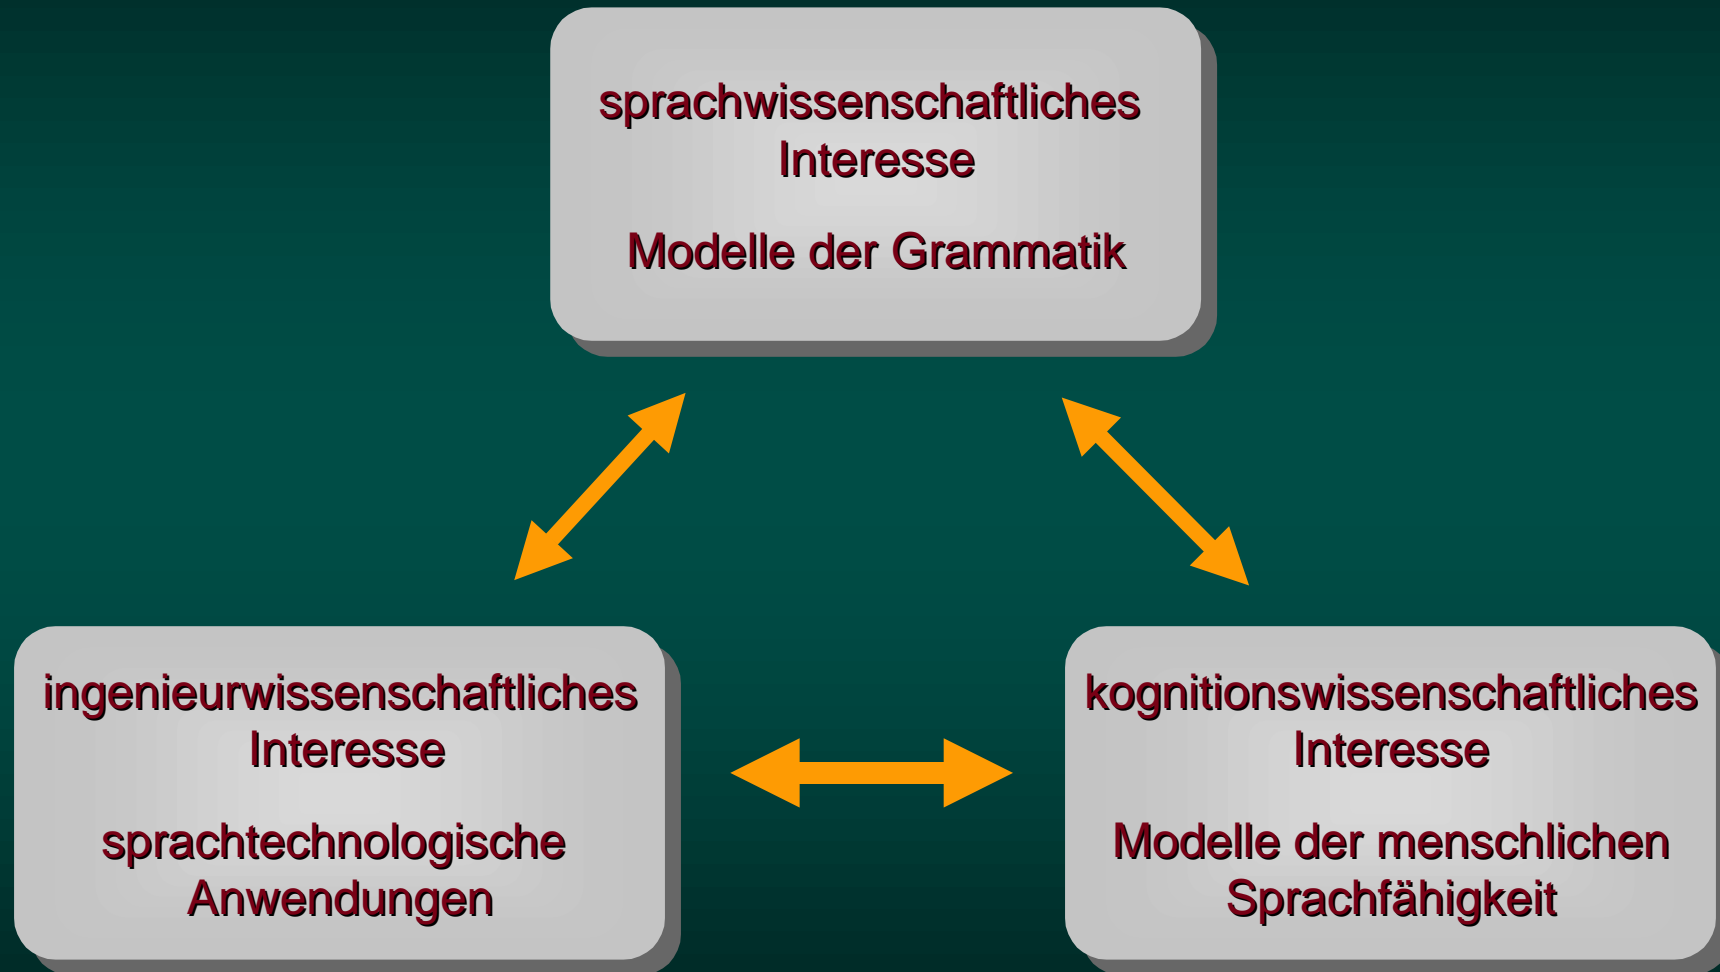 sprachwissenschaftliches
Interesse
Modelle der Grammatik
ingenieurwissenschaftliches
Interesse
sprachtechnologische
Anwendungen
kognitionswissenschaftliches
Interesse
Modelle der menschlichen
Sprachfähigkeit